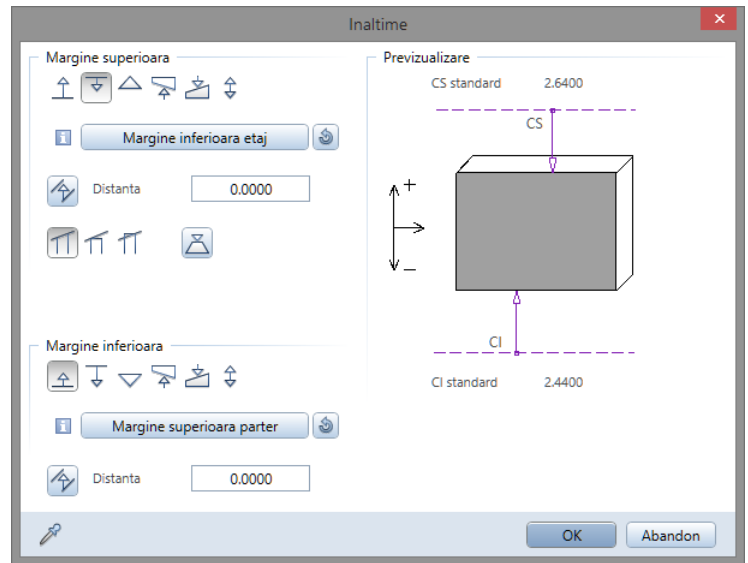 Inaltime
Margine superioara
Margine inferioara etaj
Distanta 0.0000
Margine inferioara
Margine superioara parter
Distanta 0.0000
Previzualizare
CS standard 2.6400
CS
+
−
CI
CI standard 2.4400
OK Abandon